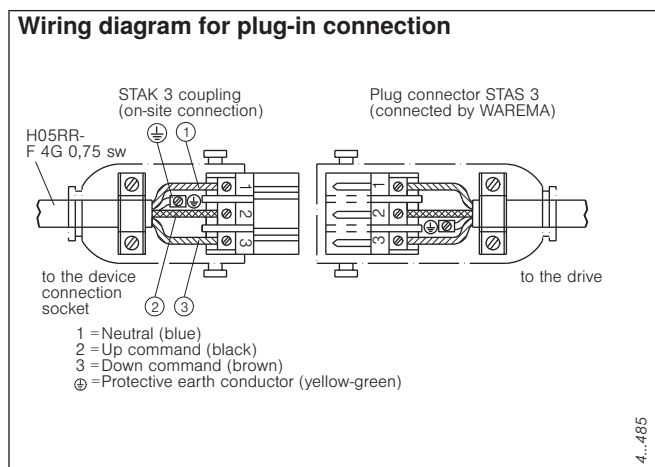 Wiring diagram for plug-in connection
STAK 3 coupling
(on-site connection)
Plug connector STAS 3
(connected by WAREMA)
H05RR-
F 4G 0,75 sw
1
1
2
3
1
2
3
to the device
connection
socket
2
3
to the drive
1 =Neutral (blue)
2 =Up command (black)
3 =Down command (brown)
⏚ =Protective earth conductor (yellow-green)
4...485